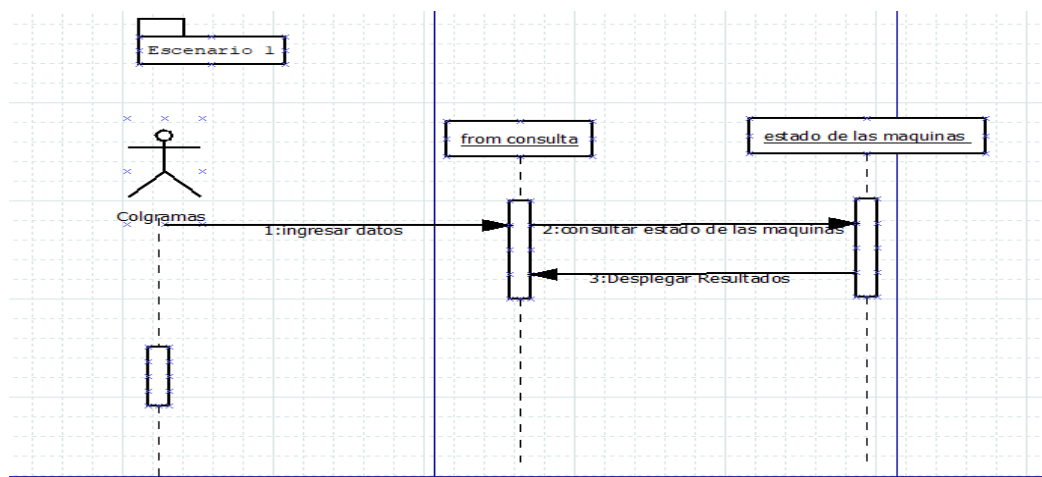 Escenario 1
from consulta
estado de las maquinas
Colgramas
1:ingresar datos
2:consultar estado de las maquinas
3:Desplegar Resultados